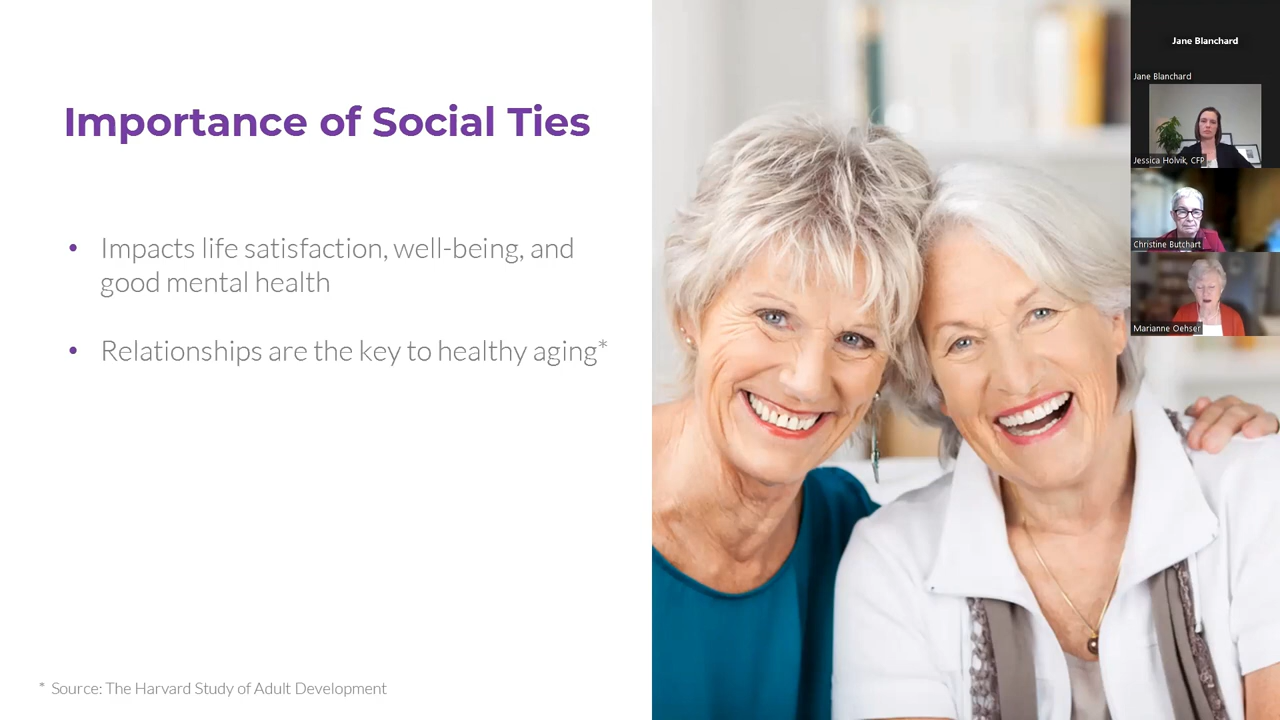 Importance of Social Ties
• Impacts life satisfaction, well-being, and
good mental health
• Relationships are the key to healthy aging*
* Source: The Harvard Study of Adult Development
Jane Blanchard
Jane Blanchard
Jessica Holvik, CFP
Christine Butchart
Marianne Oehser